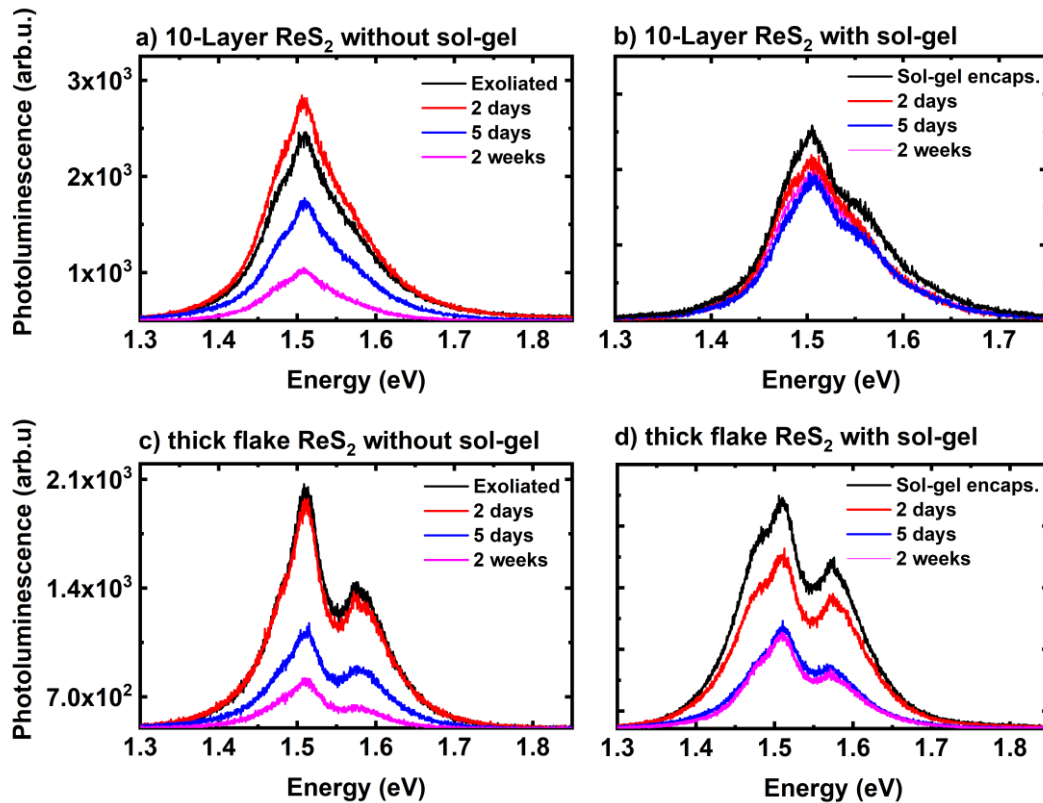 a) 10-Layer ReS₂ without sol-gel
Photoluminescence (arb.u.)
3x10³
2x10³
1x10³
Exoliated
2 days
5 days
2 weeks
1.3 1.4 1.5 1.6 1.7 1.8
Energy (eV)
b) 10-Layer ReS₂ with sol-gel
Sol-gel encaps.
2 days
5 days
2 weeks
1.3 1.4 1.5 1.6 1.7
Energy (eV)
c) thick flake ReS₂ without sol-gel
Photoluminescence (arb.u)
2.1x10³
1.4x10³
7.0x10²
Exoliated
2 days
5 days
2 weeks
1.3 1.4 1.5 1.6 1.7 1.8
Energy (eV)
d) thick flake ReS₂ with sol-gel
Sol-gel encaps.
2 days
5 days
2 weeks
1.3 1.4 1.5 1.6 1.7 1.8
Energy (eV)